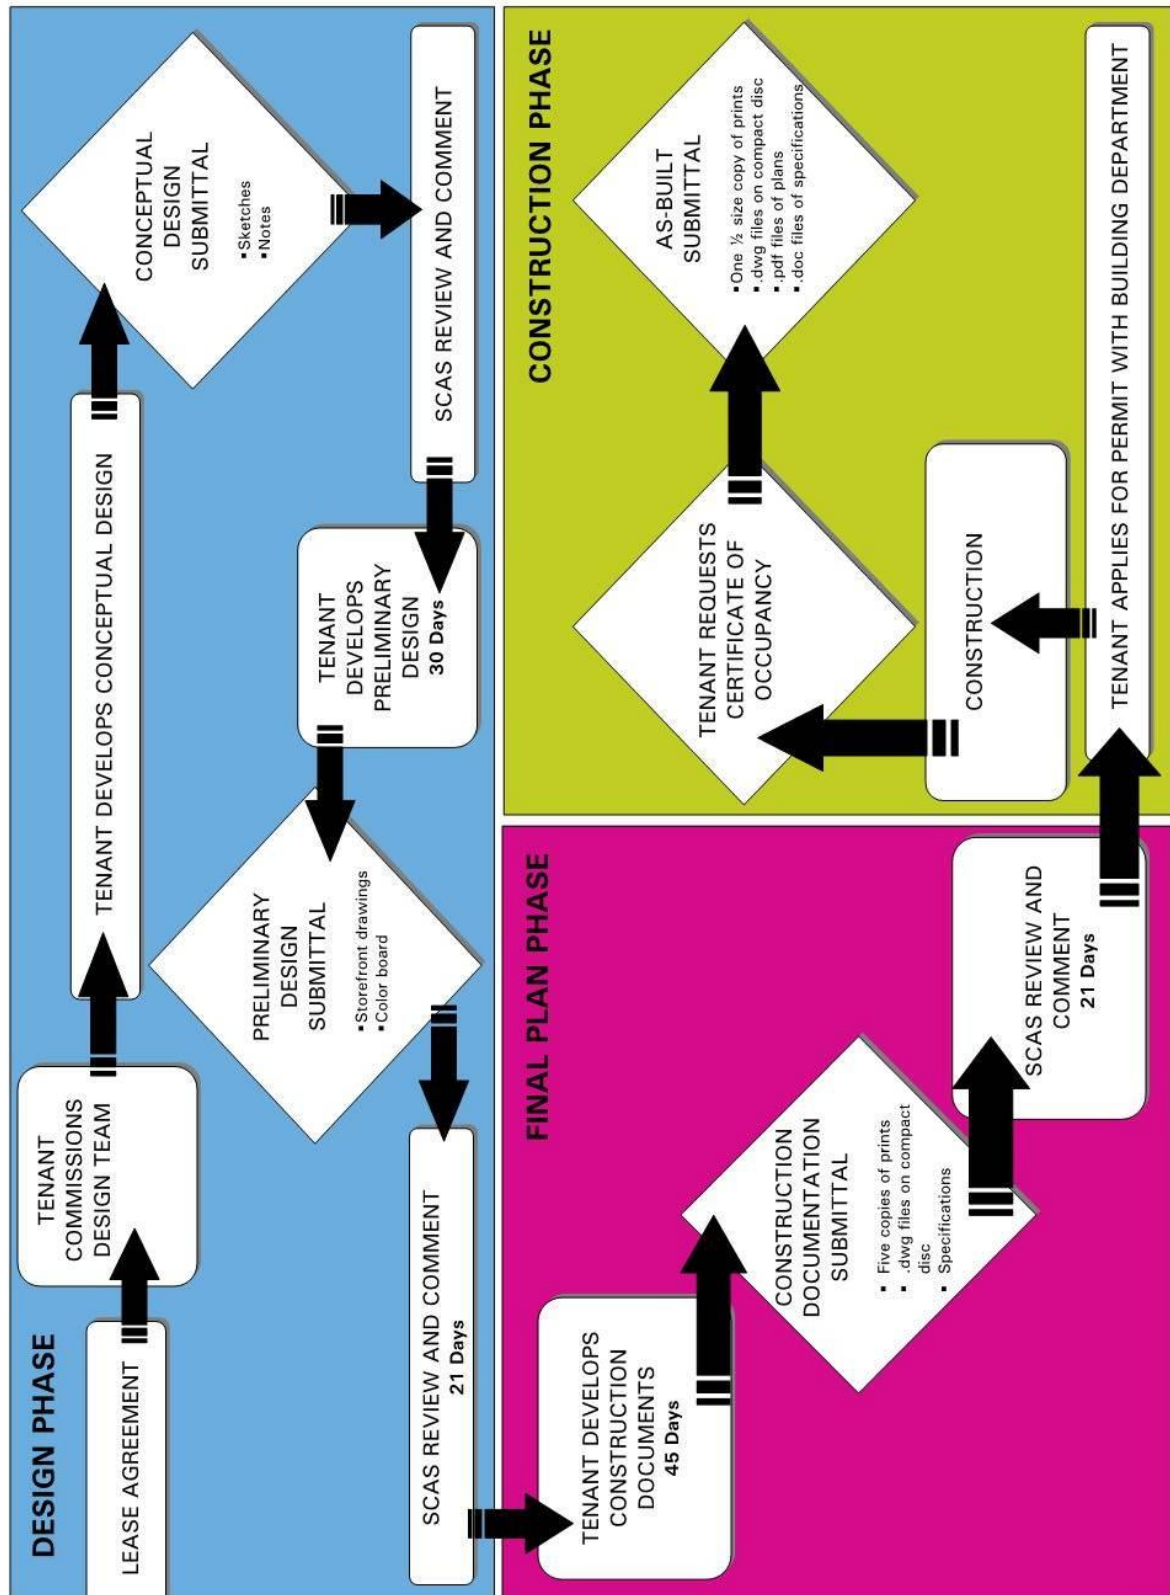 DESIGN PHASE
LEASE AGREEMENT
TENANT
COMMISSIONS
DESIGN TEAM
TENANT DEVELOPS CONCEPTUAL DESIGN
CONCEPTUAL
DESIGN
SUBMITTAL
▪Sketches
▪Notes
SCAS REVIEW AND COMMENT
TENANT
DEVELOPS
PRELIMINARY
DESIGN
30 Days
PRELIMINARY
DESIGN
SUBMITTAL
▪Storefront drawings
▪Color board
SCAS REVIEW AND COMMENT
21 Days
FINAL PLAN PHASE
TENANT DEVELOPS
CONSTRUCTION
DOCUMENTS
45 Days
CONSTRUCTION
DOCUMENTATION
SUBMITTAL
▪ Five copies of prints
▪ .dwg files on compact
disc
▪ Specifications
SCAS REVIEW AND
COMMENT
21 Days
CONSTRUCTION PHASE
TENANT APPLIES FOR PERMIT WITH BUILDING DEPARTMENT
CONSTRUCTION
TENANT REQUESTS
CERTIFICATE OF
OCCUPANCY
AS-BUILT
SUBMITTAL
▪One ½ size copy of prints
▪.dwg files on compact disc
▪.pdf files of plans
▪.doc files of specifications